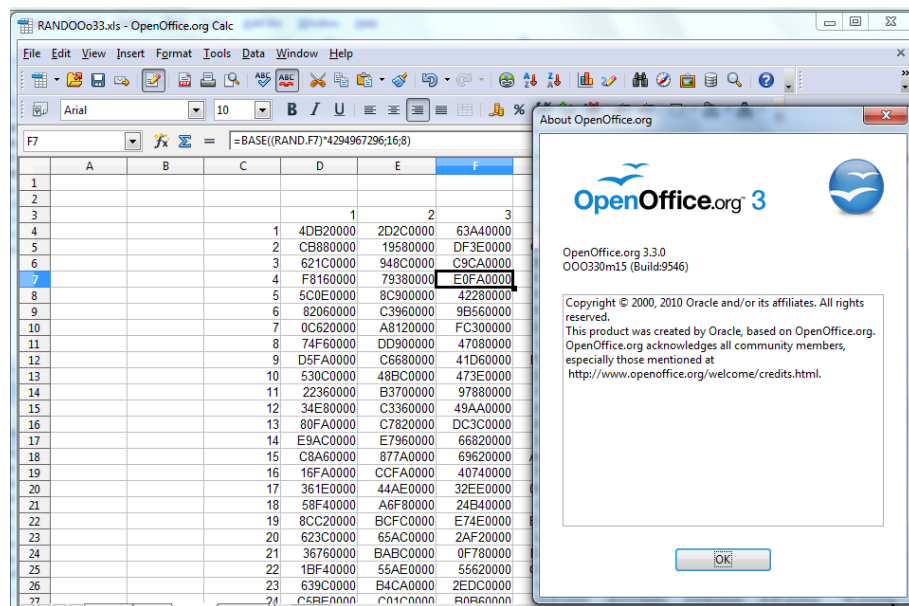 RANDOOo33.xls - OpenOffice.org Calc
File Edit View Insert Format Tools Data Window Help
Arial 10 B I U %
F7 =BASE((RAND.F7)*4294967296;16;8)
A B C D E F
1
2
3 1 2 3
4 1 4DB20000 2D2C0000 63A40000
5 2 CB880000 19580000 DF3E0000
6 3 621C0000 948C0000 C9CA0000
7 4 F8160000 79380000 E0FA0000
8 5 5C0E0000 8C900000 42280000
9 6 82060000 C3960000 9B560000
10 7 0C620000 A8120000 FC300000
11 8 74F60000 DD900000 47080000
12 9 D5FA0000 C6680000 41D60000
13 10 530C0000 48BC0000 473E0000
14 11 22360000 B3700000 97880000
15 12 34E80000 C3360000 49AA0000
16 13 80FA0000 C7820000 DC3C0000
17 14 E9AC0000 E7960000 66820000
18 15 C8A60000 877A0000 69620000
19 16 16FA0000 CCFA0000 40740000
20 17 361E0000 44AE0000 32EE0000
21 18 58F40000 A6F80000 24B40000
22 19 8CC20000 BCFC0000 E74E0000
23 20 623C0000 65AC0000 2AF20000
24 21 36760000 BABC0000 0F780000
25 22 1BF40000 55AE0000 55620000
26 23 639C0000 B4CA0000 2EDC0000
27 24 C5BE0000 C01C0000 B0B60000
About OpenOffice.org
OpenOffice.org 3
OpenOffice.org 3.3.0
OOO330m15 (Build:9546)
Copyright © 2000, 2010 Oracle and/or its affiliates. All rights
reserved.
This product was created by Oracle, based on OpenOffice.org.
OpenOffice.org acknowledges all community members,
especially those mentioned at
http://www.openoffice.org/welcome/credits.html.
OK